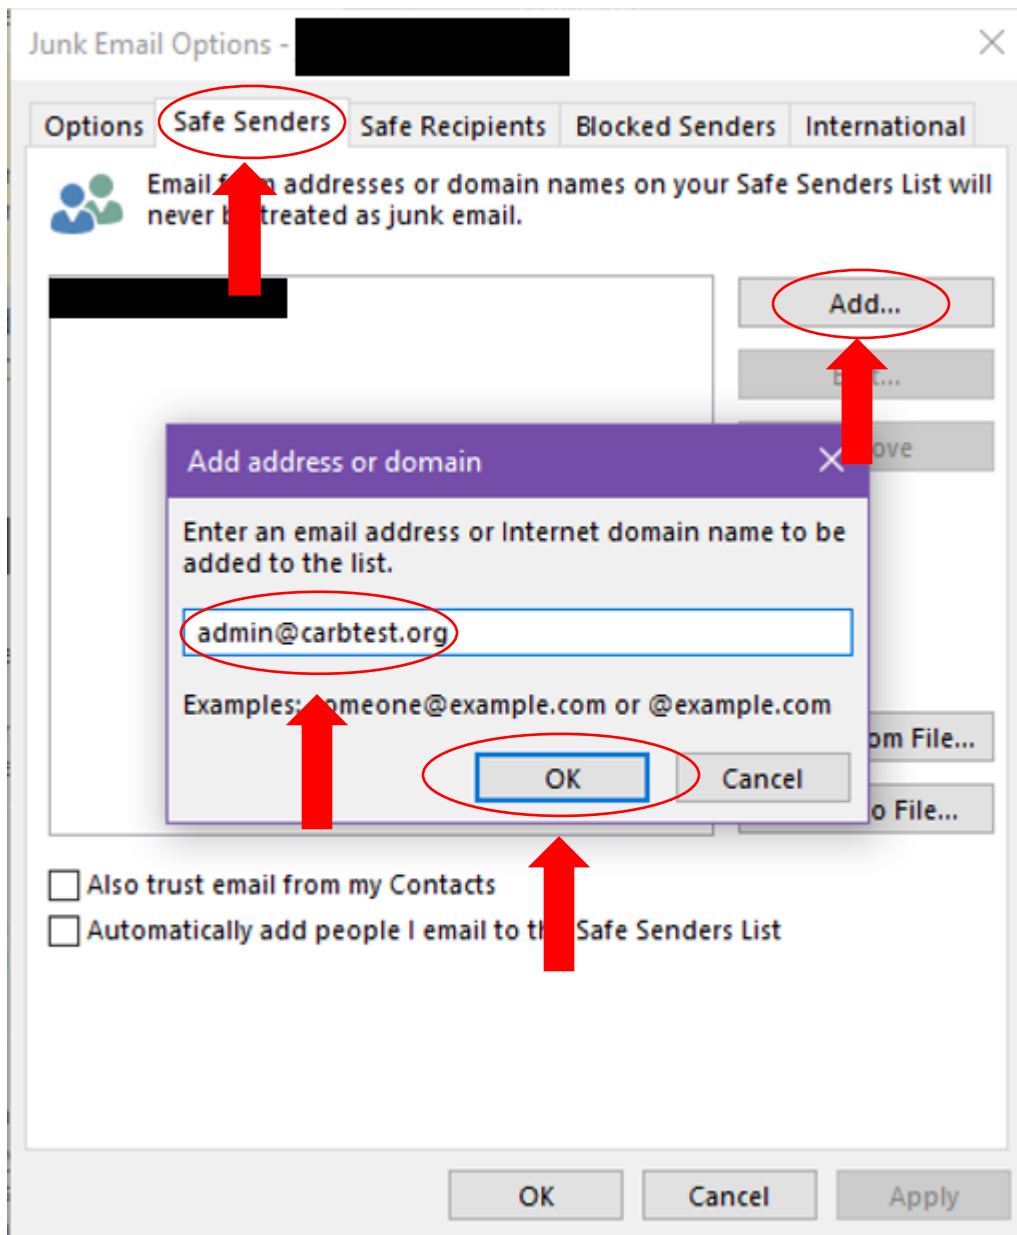 Junk Email Options -
Options Safe Senders Safe Recipients Blocked Senders International
Email addresses or domain names on your Safe Senders List will
never treated as junk email.
Add...
Add address or domain
Enter an email address or Internet domain name to be
added to the list.
admin@carbtest.org
Examples: someone@example.com or @example.com
OK Cancel
File...
File...
Also trust email from my Contacts
Automatically add people I email to Safe Senders List
OK Cancel Apply